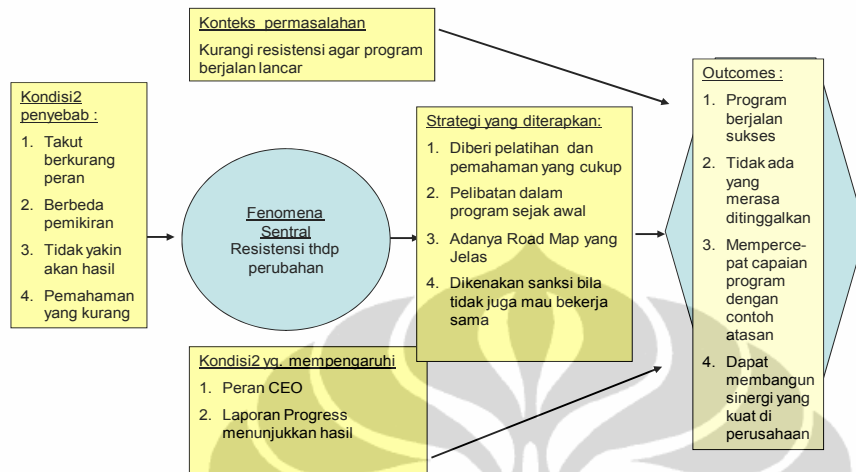 Konteks permasalahan
Kurangi resistensi agar program
berjalan lancar
Kondisi2
penyebab :
1. Takut
berkurang
peran
2. Berbeda
pemikiran
3. Tidak yakin
akan hasil
4. Pemahaman
yang kurang
Fenomena
Sentral
Resistensi thdp
perubahan
Strategi yang diterapkan:
1. Diberi pelatihan dan
pemahaman yang cukup
2. Pelibatan dalam
program sejak awal
3. Adanya Road Map yang
Jelas
4. Dikenakan sanksi bila
tidak juga mau bekerja
sama
Kondisi2 yg. mempengaruhi
1. Peran CEO
2. Laporan Progress
menunjukkan hasil
Outcomes :
1. Program
berjalan
sukses
2. Tidak ada
yang
merasa
ditinggalkan
3. Memperce-
pat capaian
program
dengan
contoh
atasan
4. Dapat
membangun
sinergi yang
kuat di
perusahaan